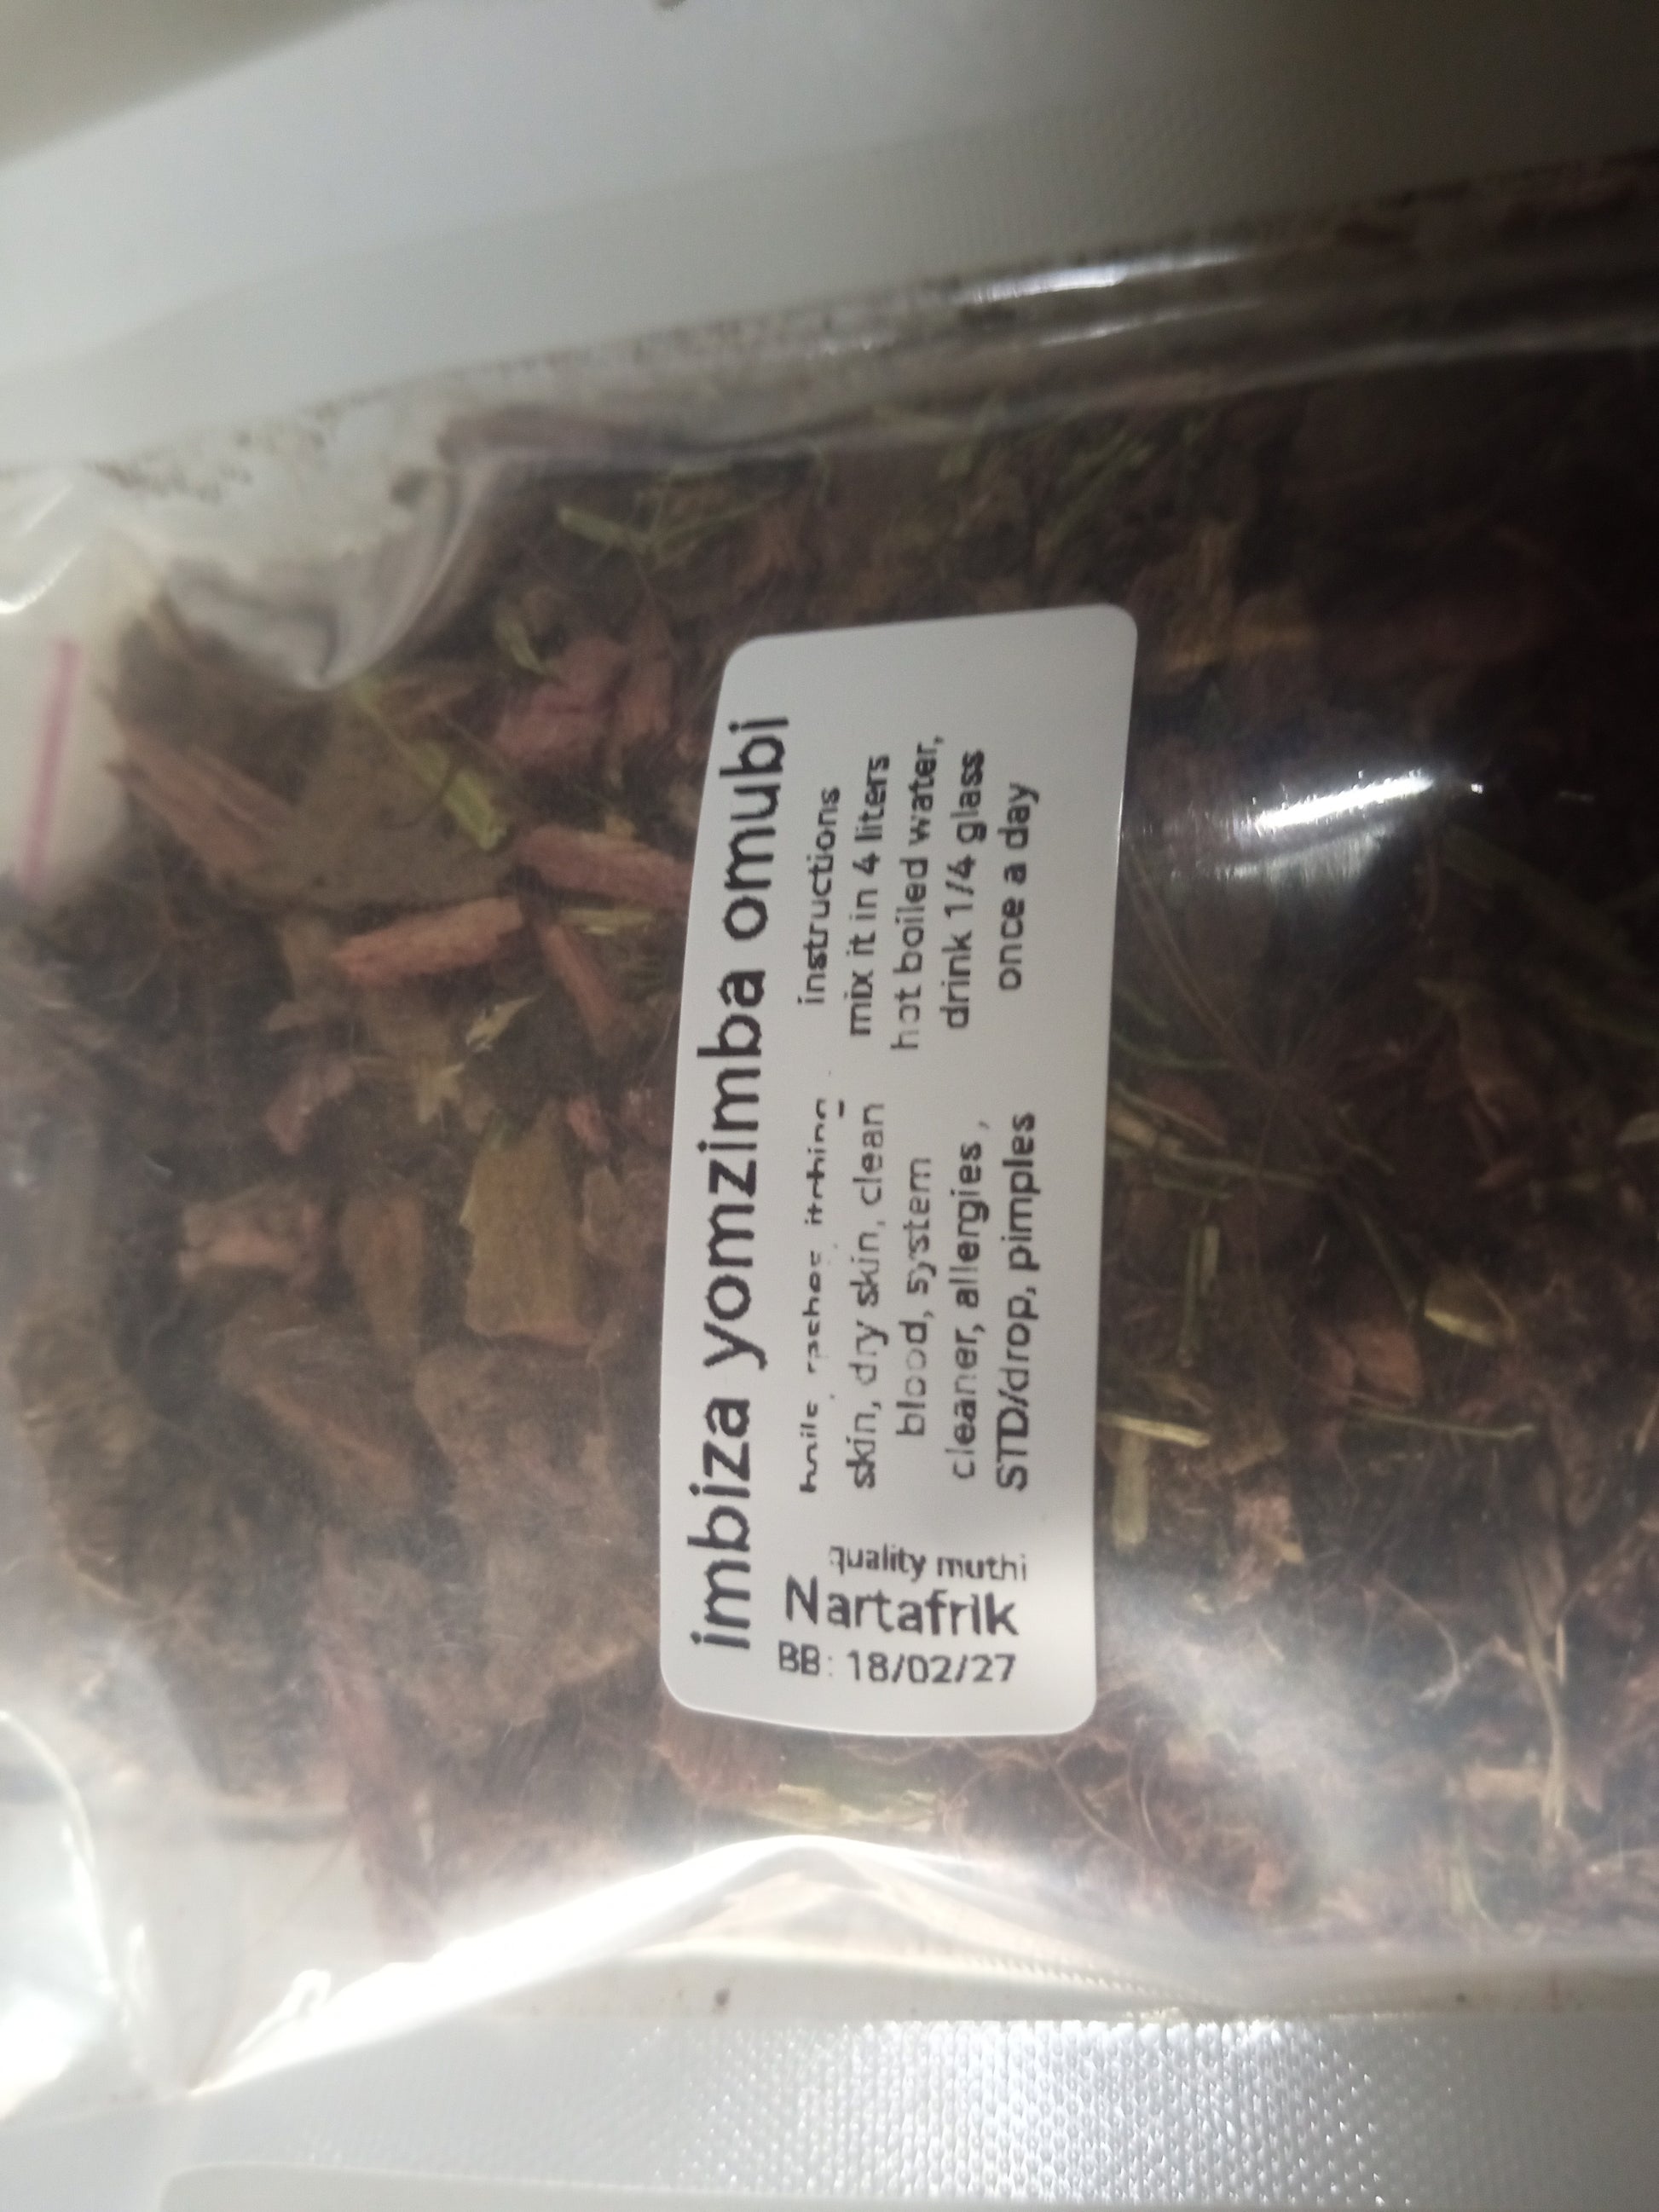 imbiza yomzimba omubi
quality muthi
Nartafrik
BB: 18/02/27
skin, dry skin, clean
blood, system
cleaner, allergies ,
STD/drop, pimples
instructions
mix it in 4 liters
hot boiled water,
drink 1/4 glass
once a day